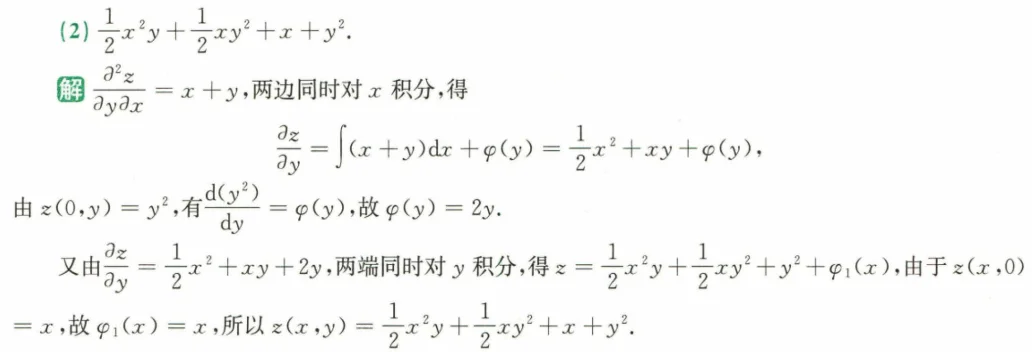 (2) $\frac{1}{2}x^2y+\frac{1}{2}xy^2+x+y^2$.
解 $\frac{\partial^2 z}{\partial y \partial x}=x+y$,两边同时对 $x$ 积分,得
$\frac{\partial z}{\partial y}=\int(x+y)\mathrm{d}x+\varphi(y)=\frac{1}{2}x^2+xy+\varphi(y)$,
由 $z(0,y)=y^2$,有$\frac{\mathrm{d}(y^2)}{\mathrm{d}y}=\varphi(y)$,故 $\varphi(y)=2y$.
又由$\frac{\partial z}{\partial y}=\frac{1}{2}x^2+xy+2y$,两端同时对 $y$ 积分,得 $z=\frac{1}{2}x^2y+\frac{1}{2}xy^2+y^2+\varphi_1(x)$,由于 $z(x,0)$
$=x$,故 $\varphi_1(x)=x$,所以 $z(x,y)=\frac{1}{2}x^2y+\frac{1}{2}xy^2+x+y^2$.